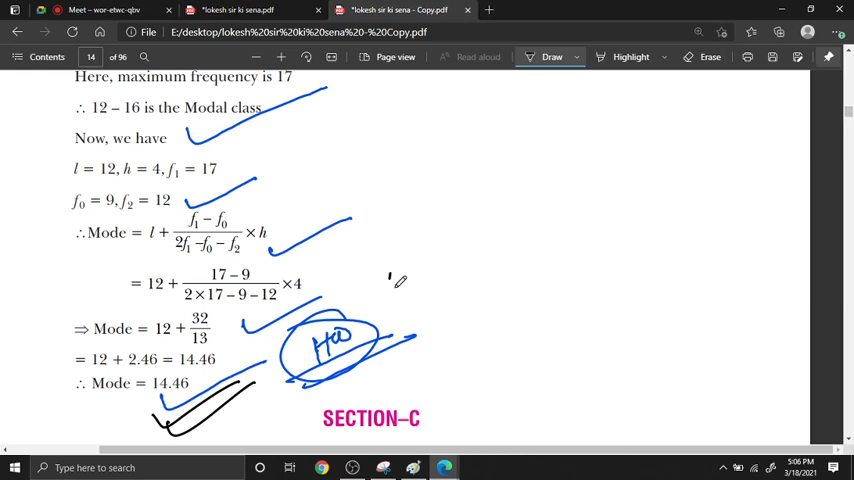 Meet – wor-etwc-qbv
*lokesh sir ki sena.pdf
*lokesh sir ki sena - Copy.pdf
File
E:/desktop/lokesh%20sir%20ki%20sena%20-%20Copy.pdf
Contents
14
of 96
Page view
Read aloud
Draw
Highlight
Erase
Here, maximum frequency is 17
∴ 12 – 16 is the Modal class
Now, we have
l = 12, h = 4, f₁ = 17
f₀ = 9, f₂ = 12
∴Mode = l + (f₁ – f₀)/(2f₁ –f₀ – f₂) × h
= 12 + (17 – 9)/(2 × 17 – 9 – 12) × 4
⇒ Mode = 12 + 32/13
= 12 + 2.46 = 14.46
∴ Mode = 14.46
SECTION–C
Type here to search
5:06 PM
3/18/2021